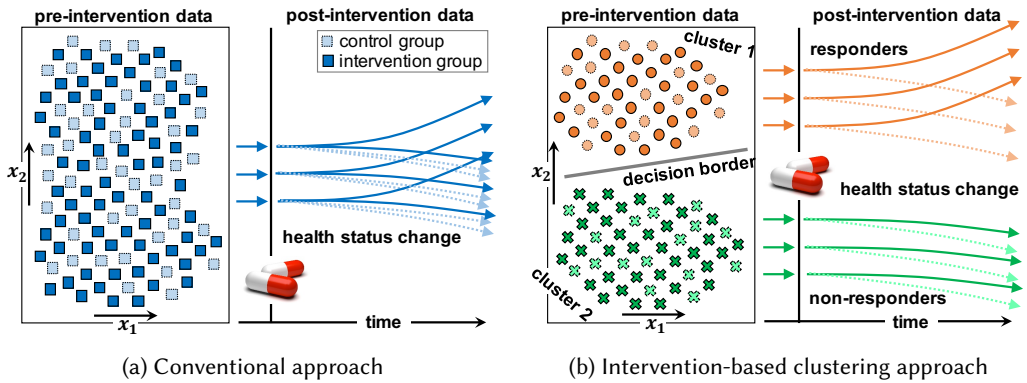 pre-intervention data
post-intervention data
control group
intervention group
x2
health status change
x1
time
(a) Conventional approach
pre-intervention data
post-intervention data
cluster 1
responders
x2
decision border
health status change
cluster 2
non-responders
x1
time
(b) Intervention-based clustering approach